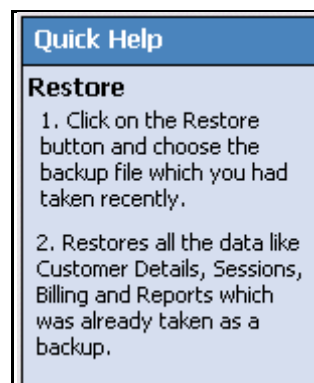 Quick Help
Restore
1. Click on the Restore
button and choose the
backup file which you had
taken recently.
2. Restores all the data like
Customer Details, Sessions,
Billing and Reports which
was already taken as a
backup.